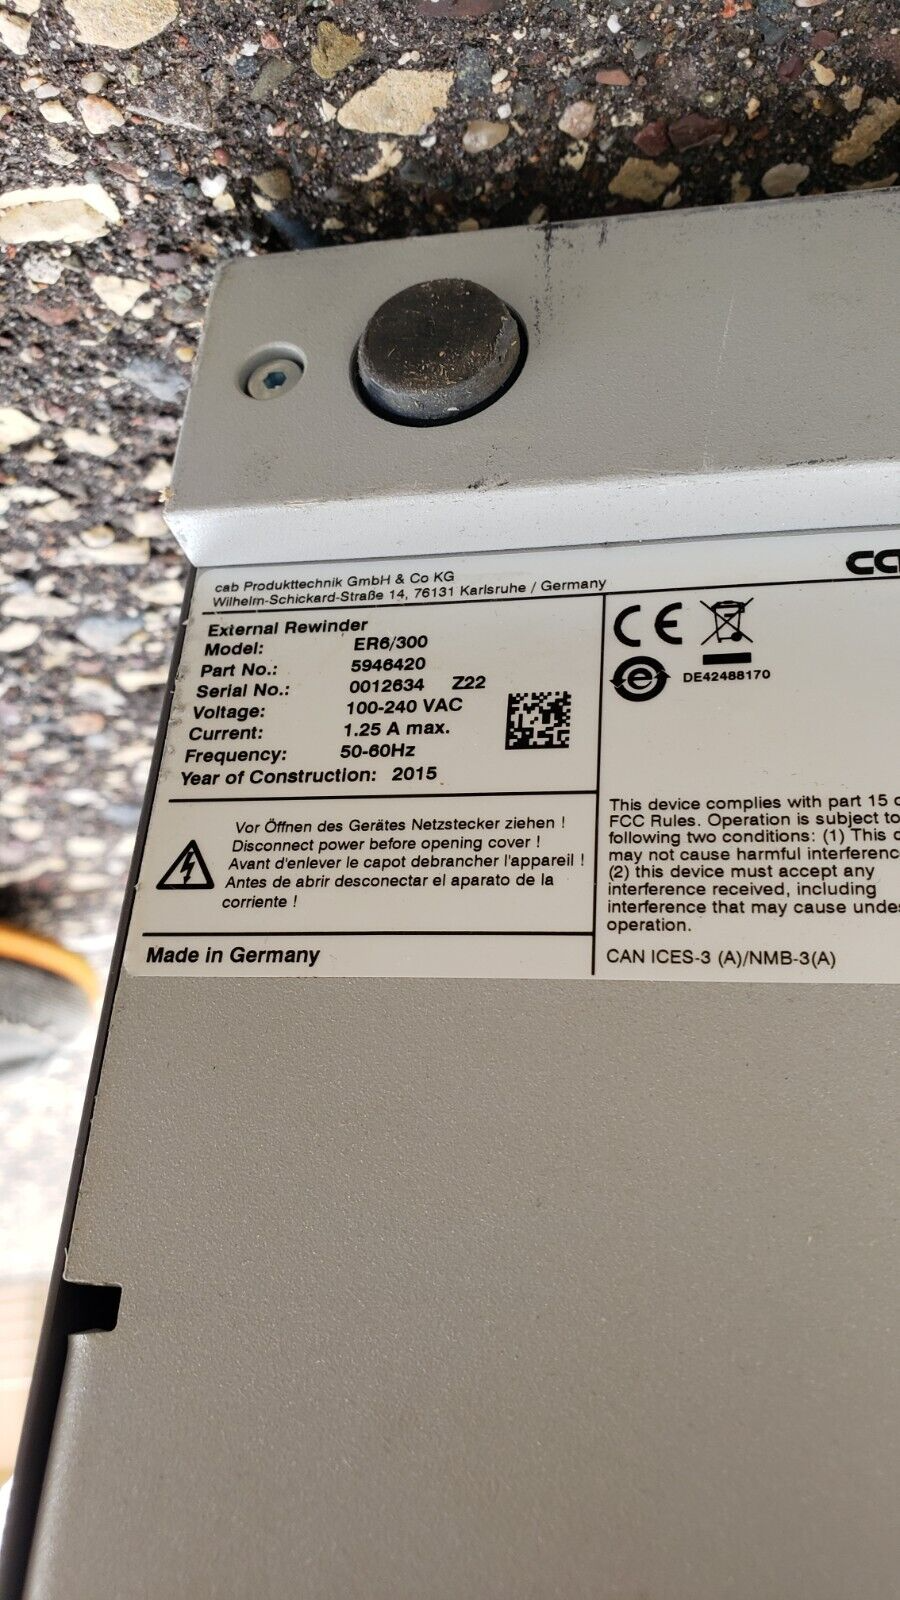 cab Produkttechnik GmbH & Co KG
Wilhelm-Schickard-Straße 14, 76131 Karlsruhe / Germany
External Rewinder
Model: ER6/300
Part No.: 5946420
Serial No.: 0012634 Z22
Voltage: 100-240 VAC
Current: 1.25 A max.
Frequency: 50-60Hz
Year of Construction: 2015
Vor Öffnen des Gerätes Netzstecker ziehen !
Disconnect power before opening cover !
Avant d'enlever le capot debrancher l'appareil !
Antes de abrir desconectar el aparato de la
corriente !
Made in Germany
CE
e
DE42488170
This device complies with part 15
FCC Rules. Operation is subject to
following two conditions: (1) This
may not cause harmful
(2) this device must accept any
interference received, including
interference that may cause
operation.
CAN ICES-3 (A)/NMB-3(A)